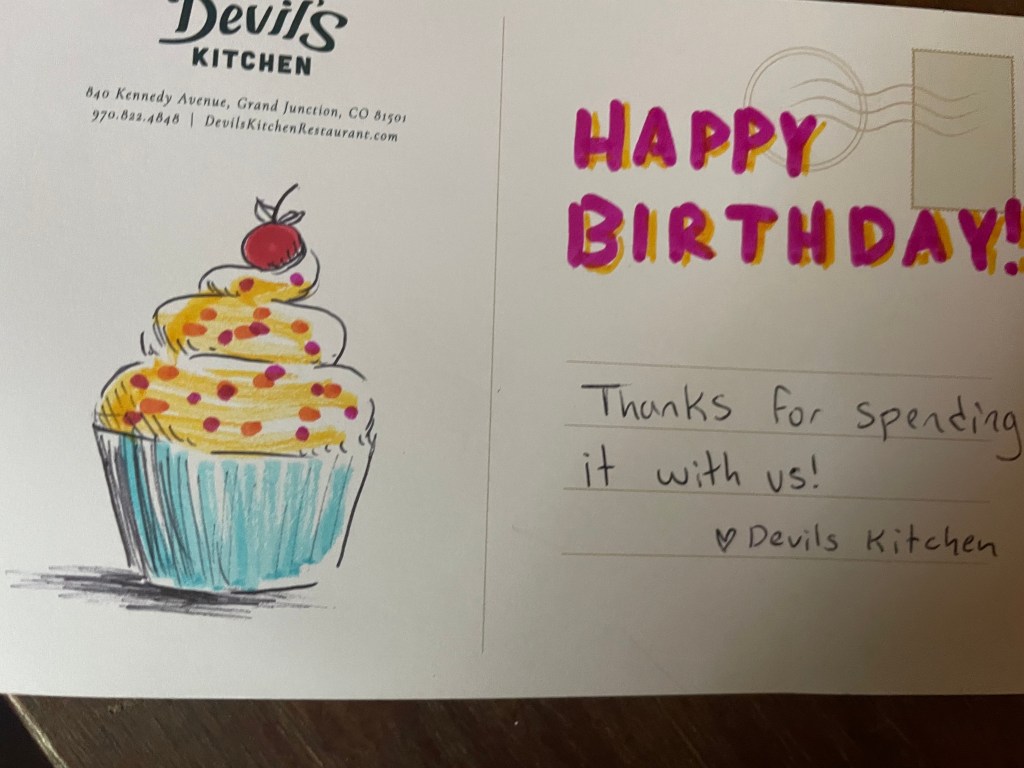 Devil's
KITCHEN
840 Kennedy Avenue, Grand Junction, CO 81501
970.822.4848 | DevilsKitchenRestaurant.com
HAPPY
BIRTHDAY!
Thanks for spending
it with us!
♥ Devils Kitchen